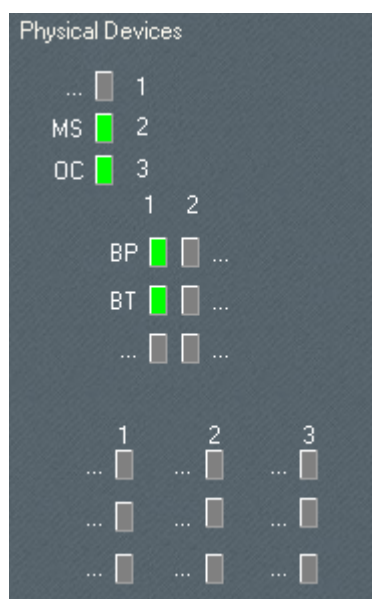 Physical Devices
... 1
MS 2
OC 3
1 2
BP ...
BT ...
... ...
1 2 3
... ... ...
... ... ...
... ... ...